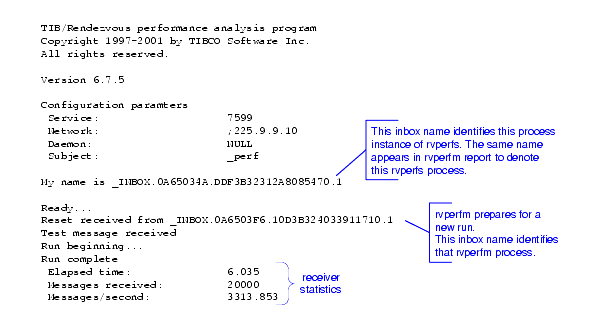 TIB/Rendezvous performance analysis program
Copyright 1997-2001 by TIBCO Software Inc.
All rights reserved.
Version 6.7.5
Configuration paramters
Service: 7599
Network: ;225.9.9.10
Daemon: NULL
Subject: _perf
This inbox name identifies this process
instance of rvperfs. The same name
appears in rvperfm report to denote
this rvperfs process.
My name is _INBOX.0A65034A.DDF3B32312A8085470.1
Ready...
Reset received from _INBOX.0A6503F6.10D3B324033911710.1
Test message received
Run beginning...
Run complete
rvperfm prepares for a
new run.
This inbox name identifies
that rvperfm process.
Elapsed time: 6.035
Messages received: 20000
Messages/second: 3313.853
receiver
statistics